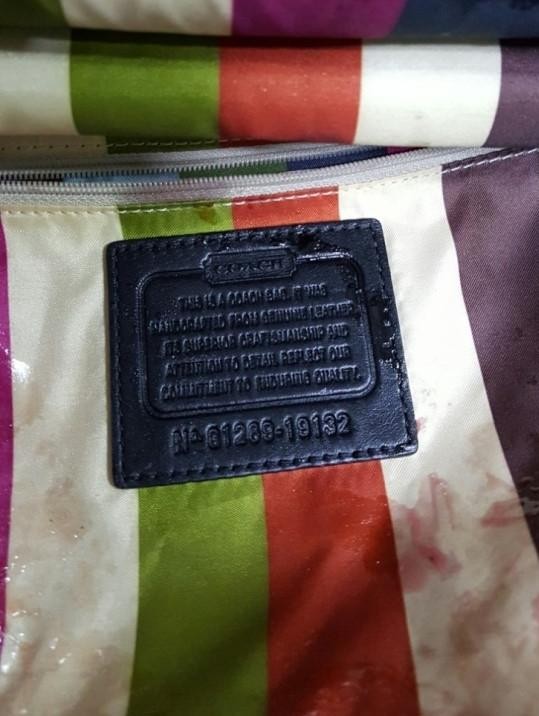 COACH
THIS IS A COACH BAG. IT WAS
HANDCRAFTED FROM GENUINE LEATHER.
ITS SUPERIOR CRAFTSMANSHIP AND
ATTENTION TO DETAIL REFLECT OUR
COMMITMENT TO ENDURING QUALITY.
Nº G1269-19132